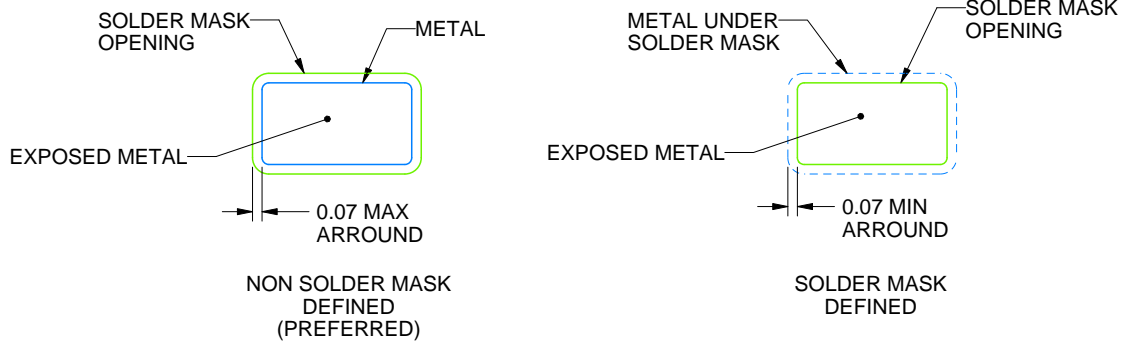 SOLDER MASK
OPENING
METAL
EXPOSED METAL
0.07 MAX
ARROUND
NON SOLDER MASK
DEFINED
(PREFERRED)
METAL UNDER
SOLDER MASK
SOLDER MASK
OPENING
EXPOSED METAL
0.07 MIN
ARROUND
SOLDER MASK
DEFINED